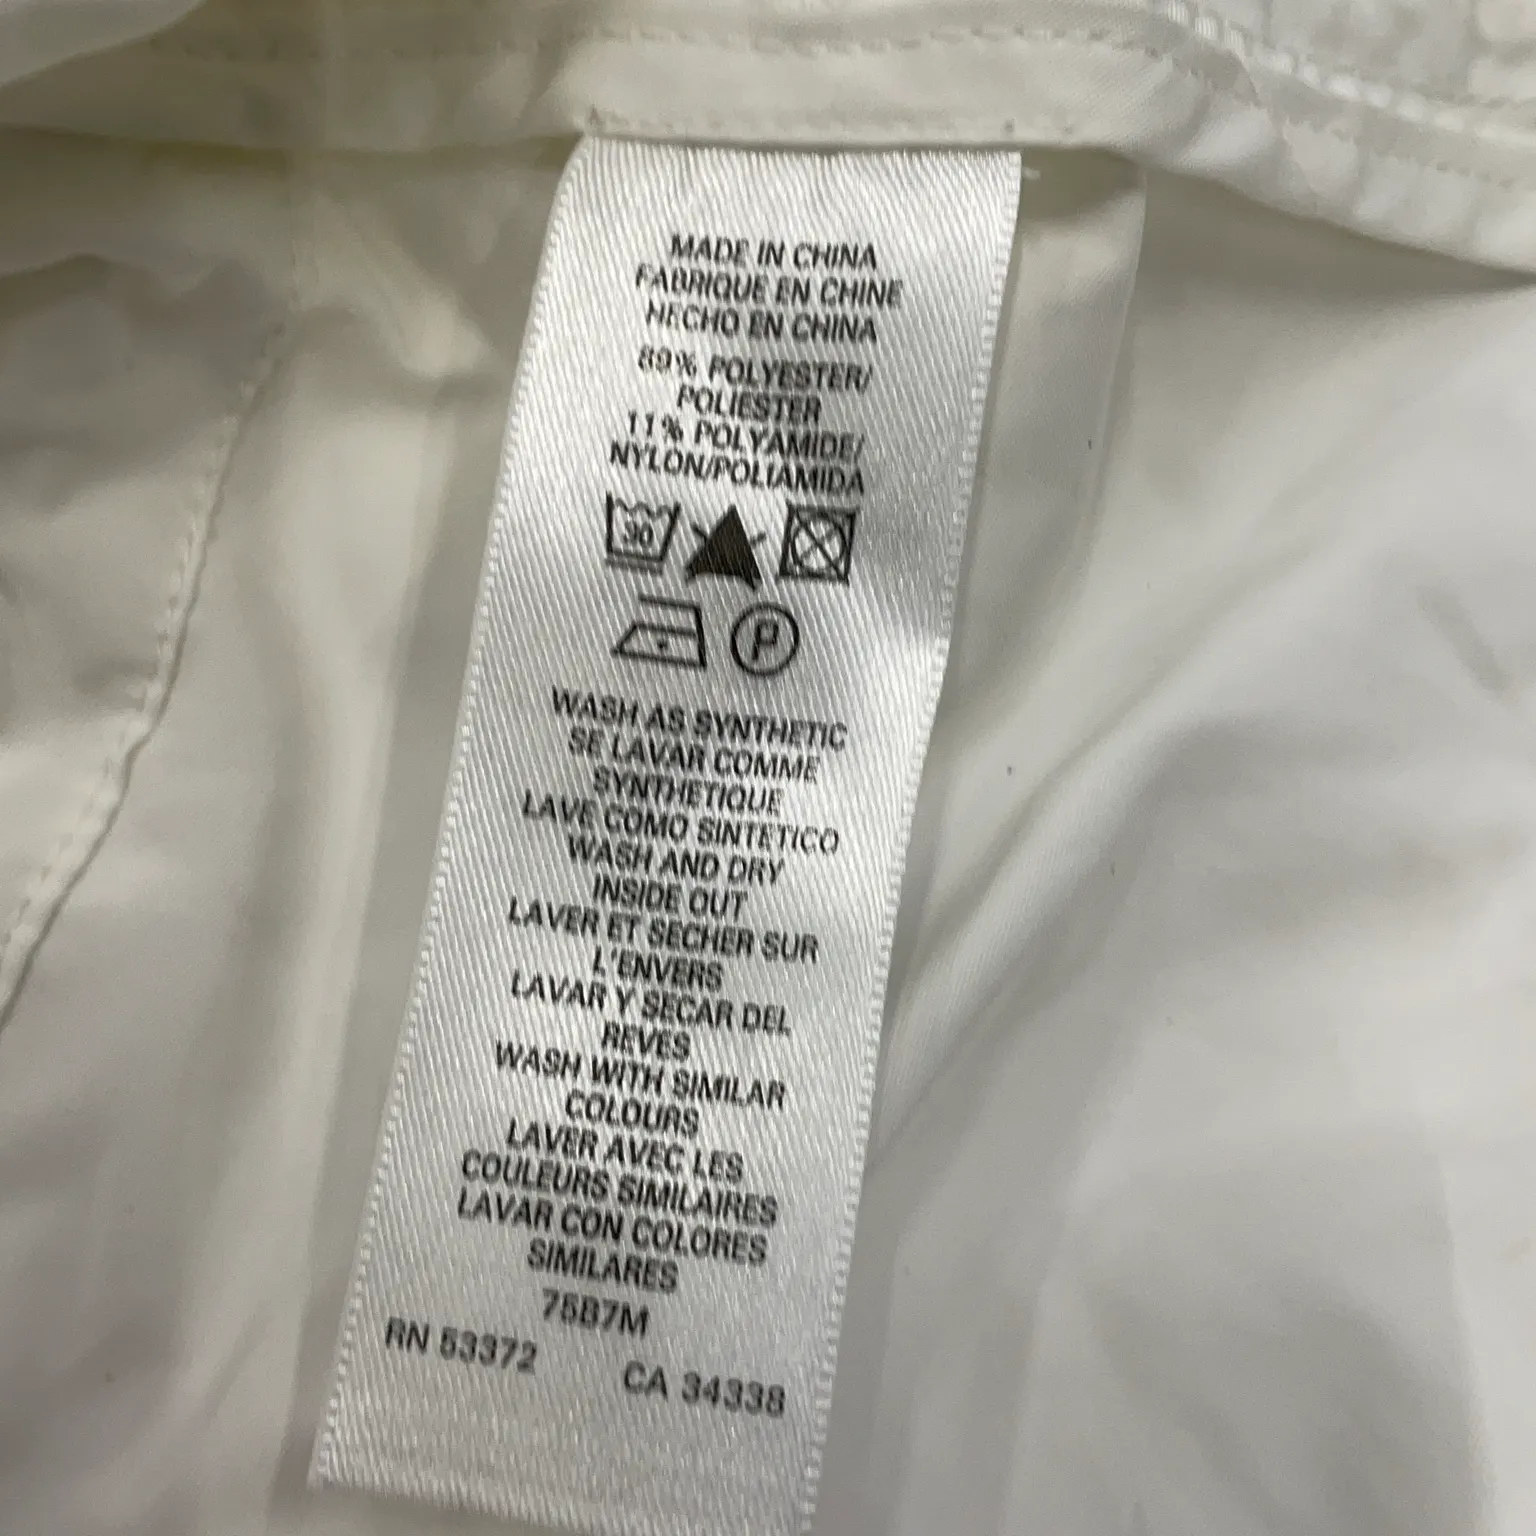 MADE IN CHINA
FABRIQUE EN CHINE
HECHO EN CHINA
89% POLYESTER/
POLIESTER
11% POLYAMIDE/
NYLON/POLIAMIDA
30
P
WASH AS SYNTHETIC
SE LAVAR COMME
SYNTHETIQUE
LAVE COMO SINTETICO
WASH AND DRY
INSIDE OUT
LAVER ET SECHER SUR
L'ENVERS
LAVAR Y SECAR DEL
REVES
WASH WITH SIMILAR
COLOURS
LAVER AVEC LES
COULEURS SIMILAIRES
LAVAR CON COLORES
SIMILARES
75B7M
RN 53372 CA 34338